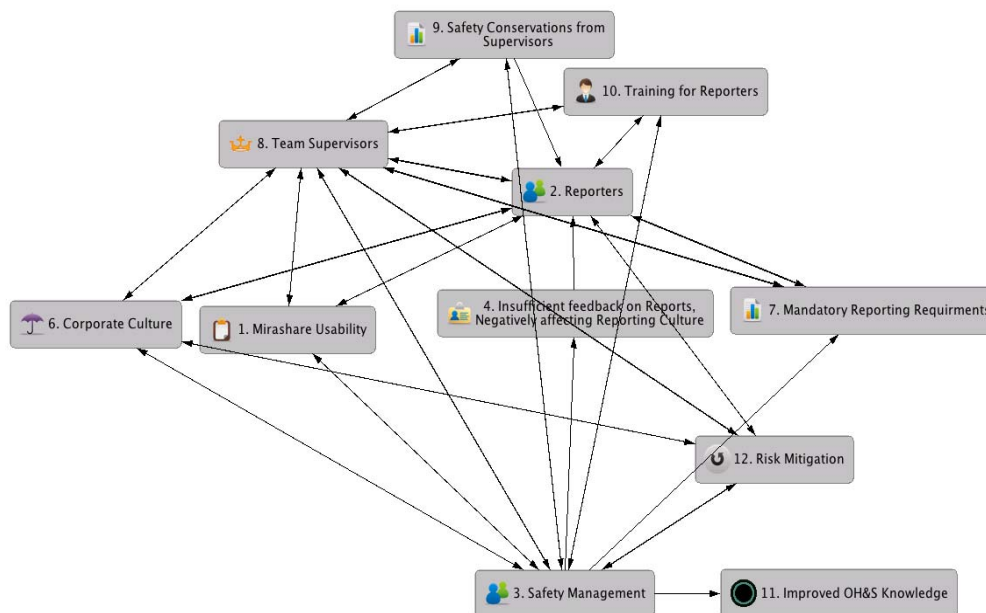 9. Safety Conservations from
Supervisors
10. Training for Reporters
8. Team Supervisors
2. Reporters
6. Corporate Culture
1. Mirashare Usability
4. Insufficient feedback on Reports,
Negatively affecting Reporting Culture
7. Mandatory Reporting Requirments
12. Risk Mitigation
3. Safety Management
11. Improved OH&S Knowledge